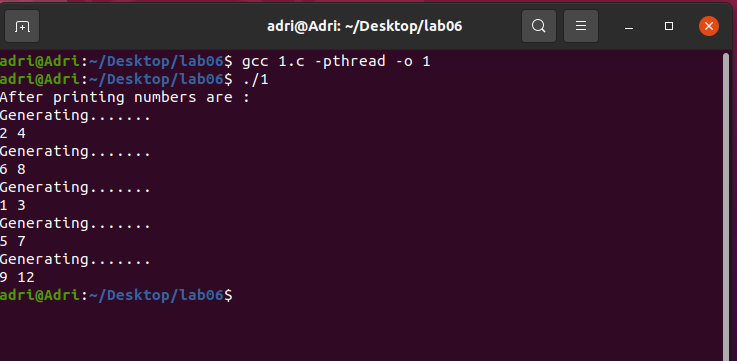 adri@Adri: ~/Desktop/lab06
adri@Adri:~/Desktop/lab06$ gcc 1.c -pthread -o 1
adri@Adri:~/Desktop/lab06$ ./1
After printing numbers are :
Generating.......
2 4
Generating.......
6 8
Generating.......
1 3
Generating.......
5 7
Generating.......
9 12
adri@Adri:~/Desktop/lab06$